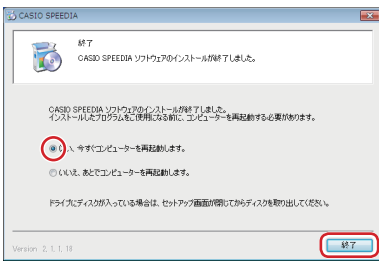 CASIO SPEEDIA
終了
CASIO SPEEDIA ソフトウェアのインストールが終了しました。
CASIO SPEEDIA ソフトウェアのインストールが終了しました。
インストールしたプログラムをご使用になる前に、コンピューターを再起動する必要があります。
はい、今すぐコンピューターを再起動します。
いいえ、あとでコンピューターを再起動します。
ドライブにディスクが入っている場合は、セットアップ画面が閉じてからディスクを取り出してください。
Version 2.1.1.18
終了